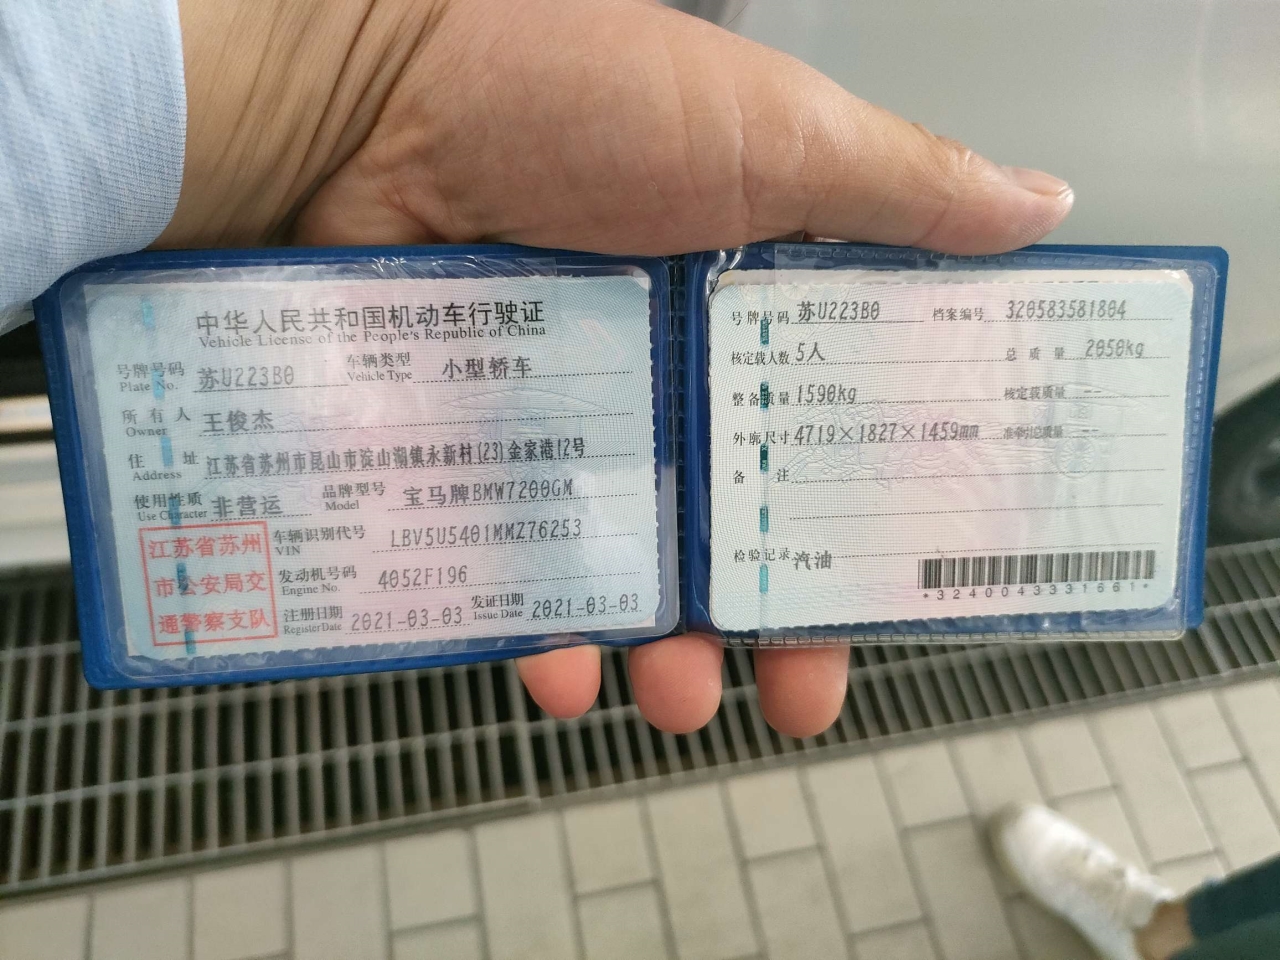 中华人民共和国机动车行驶证
Vehicle License of the People's Republic of China
号牌号码 苏U223B0 车辆类型 小型轿车
Plate No. Vehicle Type
所有人 王俊杰
Owner
住址 江苏省苏州市昆山市淀山湖镇永新村(23)金家港12号
Address
使用性质 非营运 品牌型号 宝马牌BMW7200GM
Use Character Model
江苏省苏州
市公安局交
通警察支队
车辆识别代号 LBV5U5401MMZ76253
VIN
发动机号码 4052F196
Engine No.
注册日期 2021-03-03 发证日期 2021-03-03
Register Date Issue Date
号牌号码 苏U223B0 档案编号 320583581804
核定载人数 5人 总质量 2050kg
整备质量 1590kg 核定载质量 --
外廓尺寸 4719×1827×1459mm 准牵引总质量 --
备注
检验记录 汽油
*3240043331661*